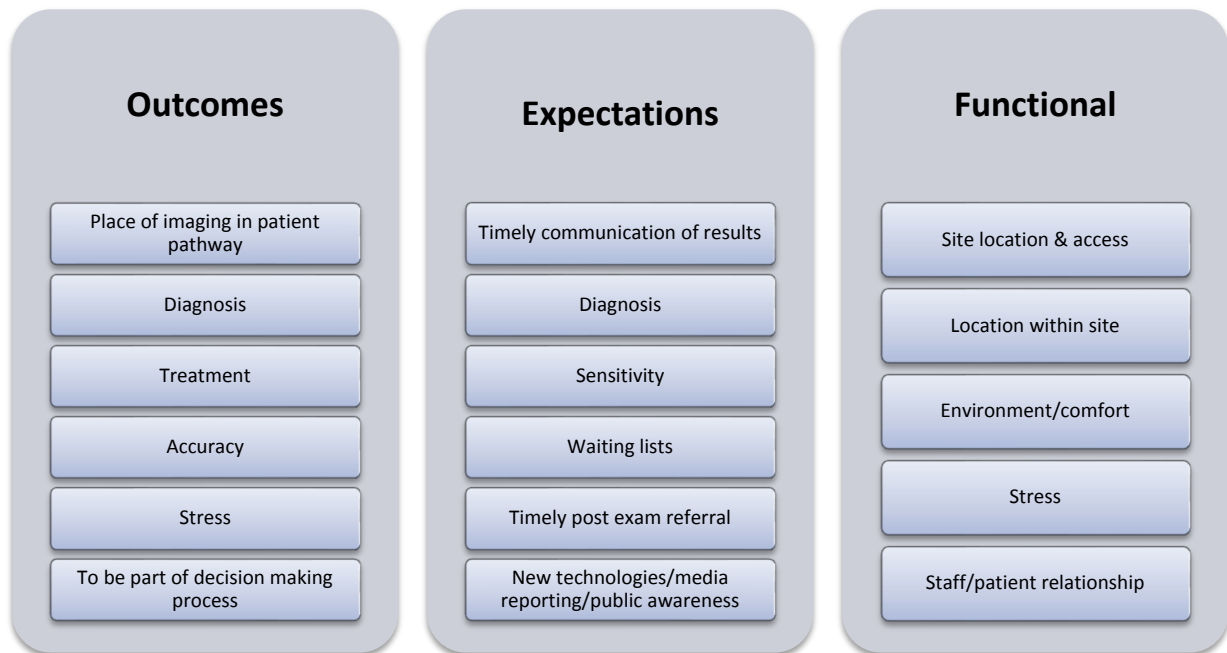 Outcomes
Place of imaging in patient
pathway
Diagnosis
Treatment
Accuracy
Stress
To be part of decision making
process
Expectations
Timely communication of results
Diagnosis
Sensitivity
Waiting lists
Timely post exam referral
New technologies/media
reporting/public awareness
Functional
Site location & access
Location within site
Environment/comfort
Stress
Staff/patient relationship